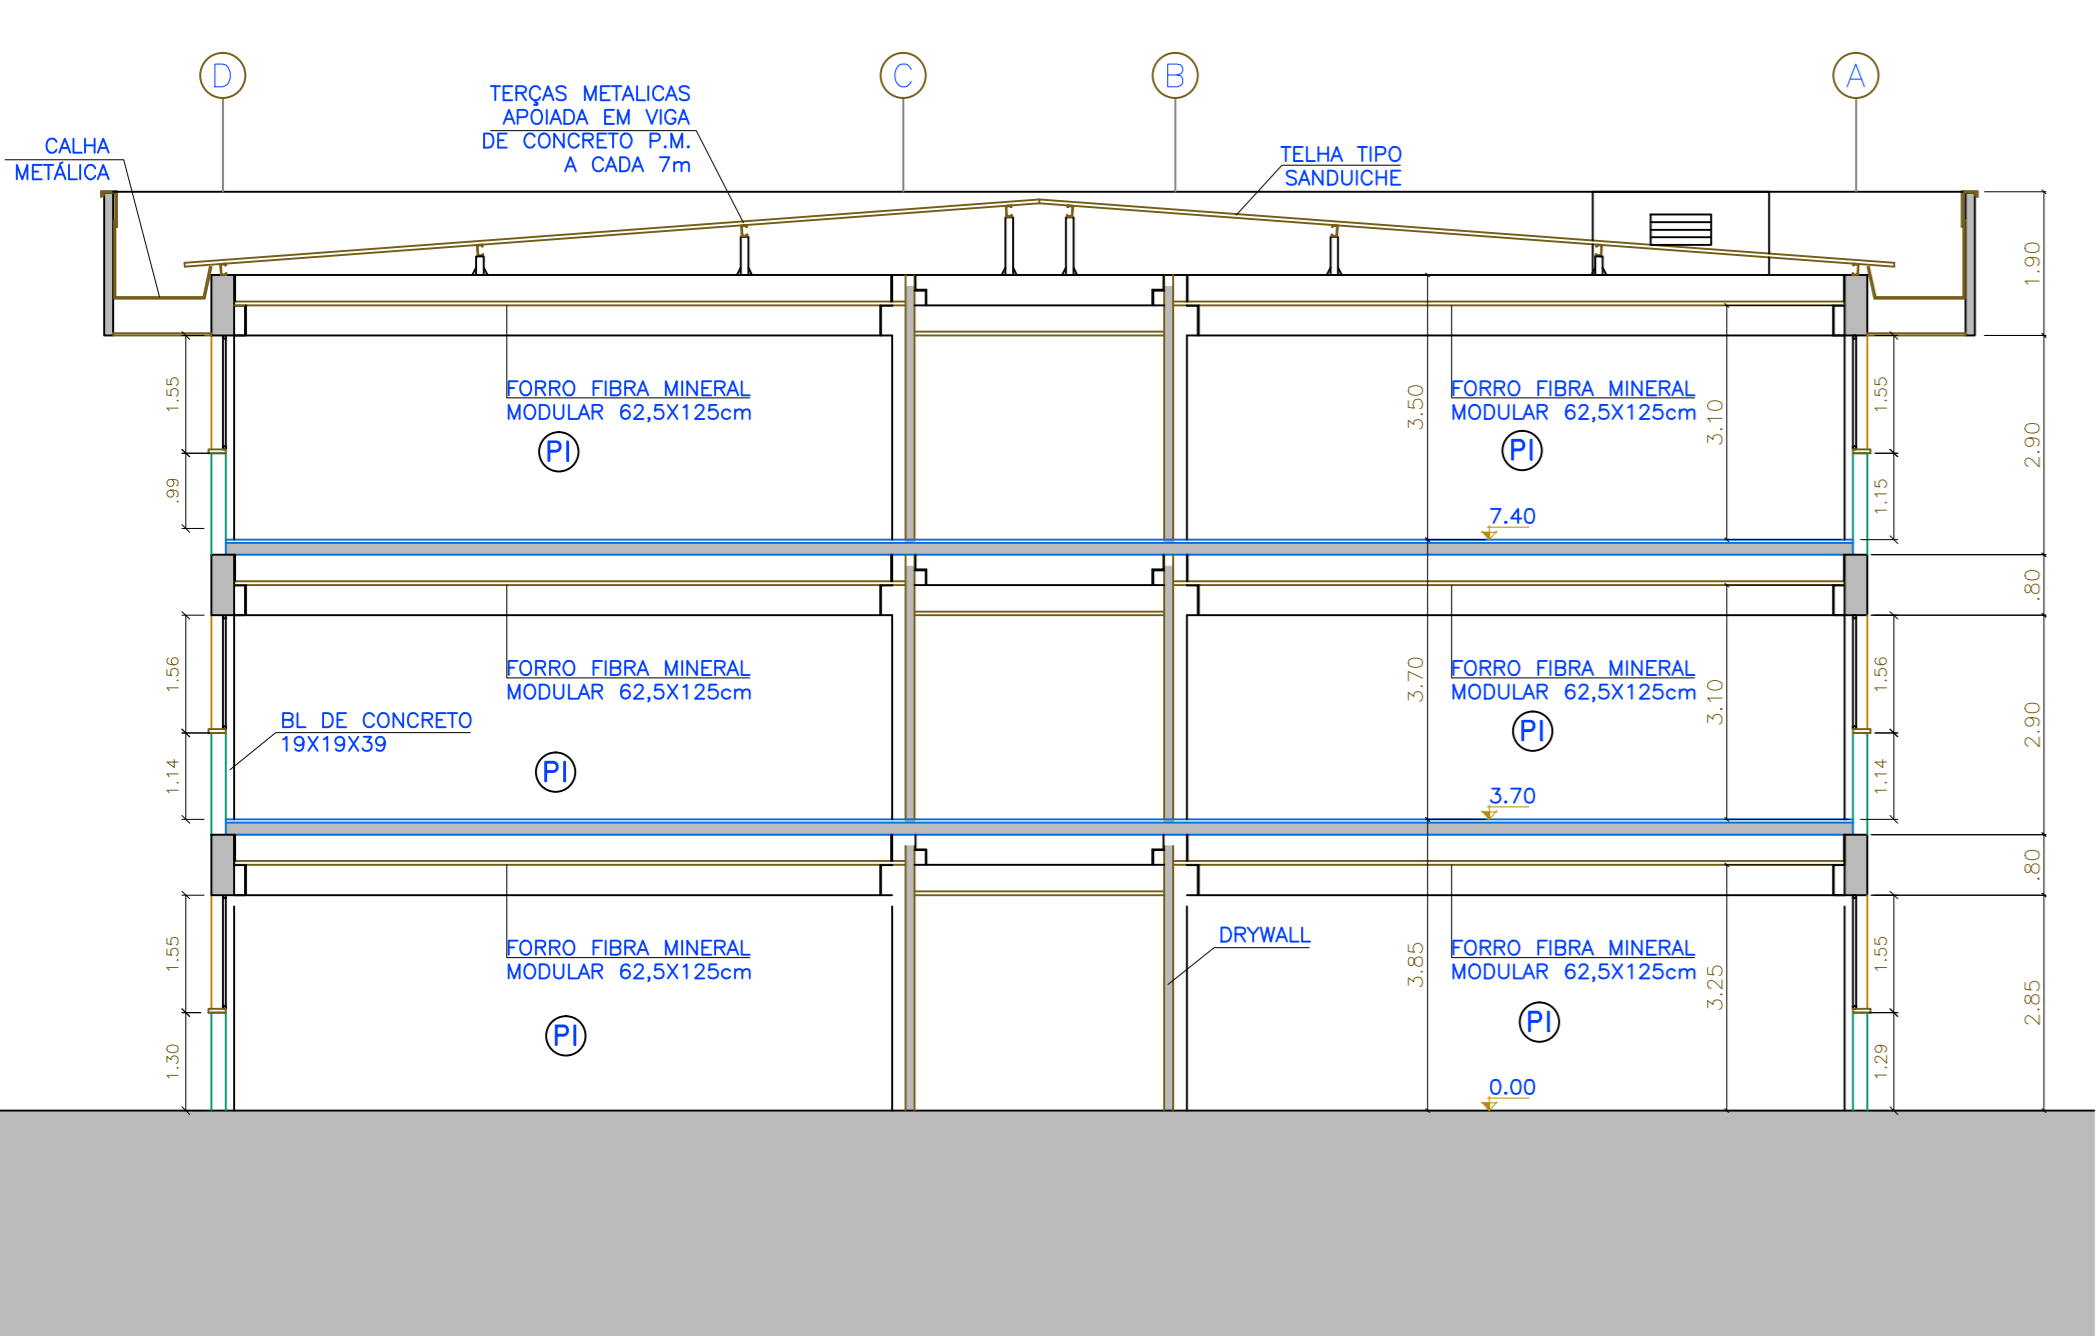 D
C
B
A
TERÇAS METALICAS
APOIADA EM VIGA
DE CONCRETO P.M.
A CADA 7m
CALHA
METÁLICA
TELHA TIPO
SANDUICHE
1.90
1.55
FORRO FIBRA MINERAL
MODULAR 62,5X125cm
PI
3.50
FORRO FIBRA MINERAL
MODULAR 62,5X125cm
PI
3.10
1.55
2.90
.99
7.40
1.15
.80
1.56
FORRO FIBRA MINERAL
MODULAR 62,5X125cm
PI
3.70
FORRO FIBRA MINERAL
MODULAR 62,5X125cm
PI
3.10
1.56
2.90
BL DE CONCRETO
19X19X39
1.14
3.70
1.14
.80
1.55
FORRO FIBRA MINERAL
MODULAR 62,5X125cm
PI
DRYWALL
3.85
FORRO FIBRA MINERAL
MODULAR 62,5X125cm
PI
3.25
1.55
2.85
1.30
0.00
1.29